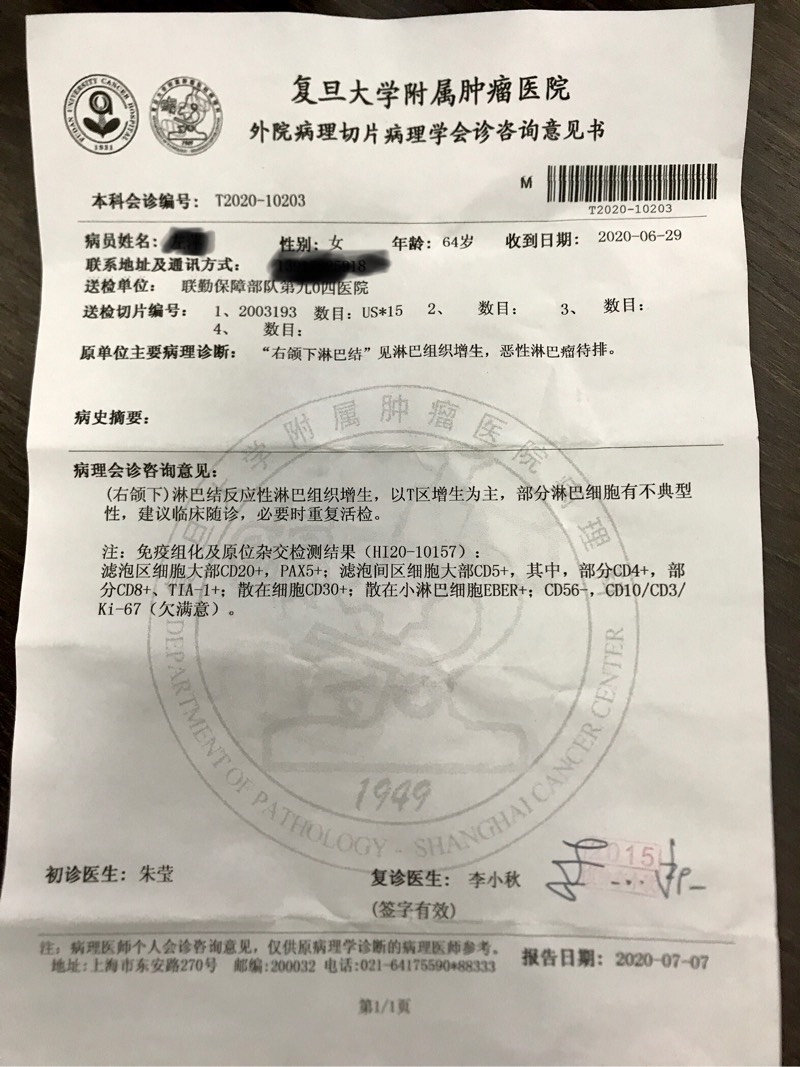 复旦大学附属肿瘤医院
外院病理切片病理学会诊咨询意见书
FUDAN UNIVERSITY CANCER HOSPITAL
1931
1949
M
本科会诊编号: T2020-10203
T2020-10203
病员姓名: 性别: 女 年龄: 64岁 收到日期: 2020-06-29
联系地址及通讯方式:
送检单位: 联勤保障部队第九0四医院
送检切片编号: 1、2003193 数目: US*15 2、 数目: 3、 数目:
4、 数目:
原单位主要病理诊断: “右颌下淋巴结”见淋巴组织增生，恶性淋巴瘤待排。
病史摘要:
病理会诊咨询意见:
(右颌下)淋巴结反应性淋巴组织增生，以T区增生为主，部分淋巴细胞有不典型
性，建议临床随诊，必要时重复活检。
注: 免疫组化及原位杂交检测结果（HI20-10157）:
滤泡区细胞大部CD20+, PAX5+; 滤泡间区细胞大部CD5+, 其中, 部分CD4+, 部
分CD8+、TIA-1+; 散在细胞CD30+; 散在小淋巴细胞EBER+; CD56-, CD10/CD3/
Ki-67（欠满意）。
学附属肿瘤医院病理
DEPARTMENT OF PATHOLOGY - SHANGHAI CANCER CENTER
1949
初诊医生: 朱莹
复诊医生: 李小秋
(签字有效)
注: 病理医师个人会诊咨询意见，仅供原病理学诊断的病理医师参考。
地址:上海市东安路270号 邮编:200032 电话:021-64175590*88333
报告日期: 2020-07-07
第1/1页